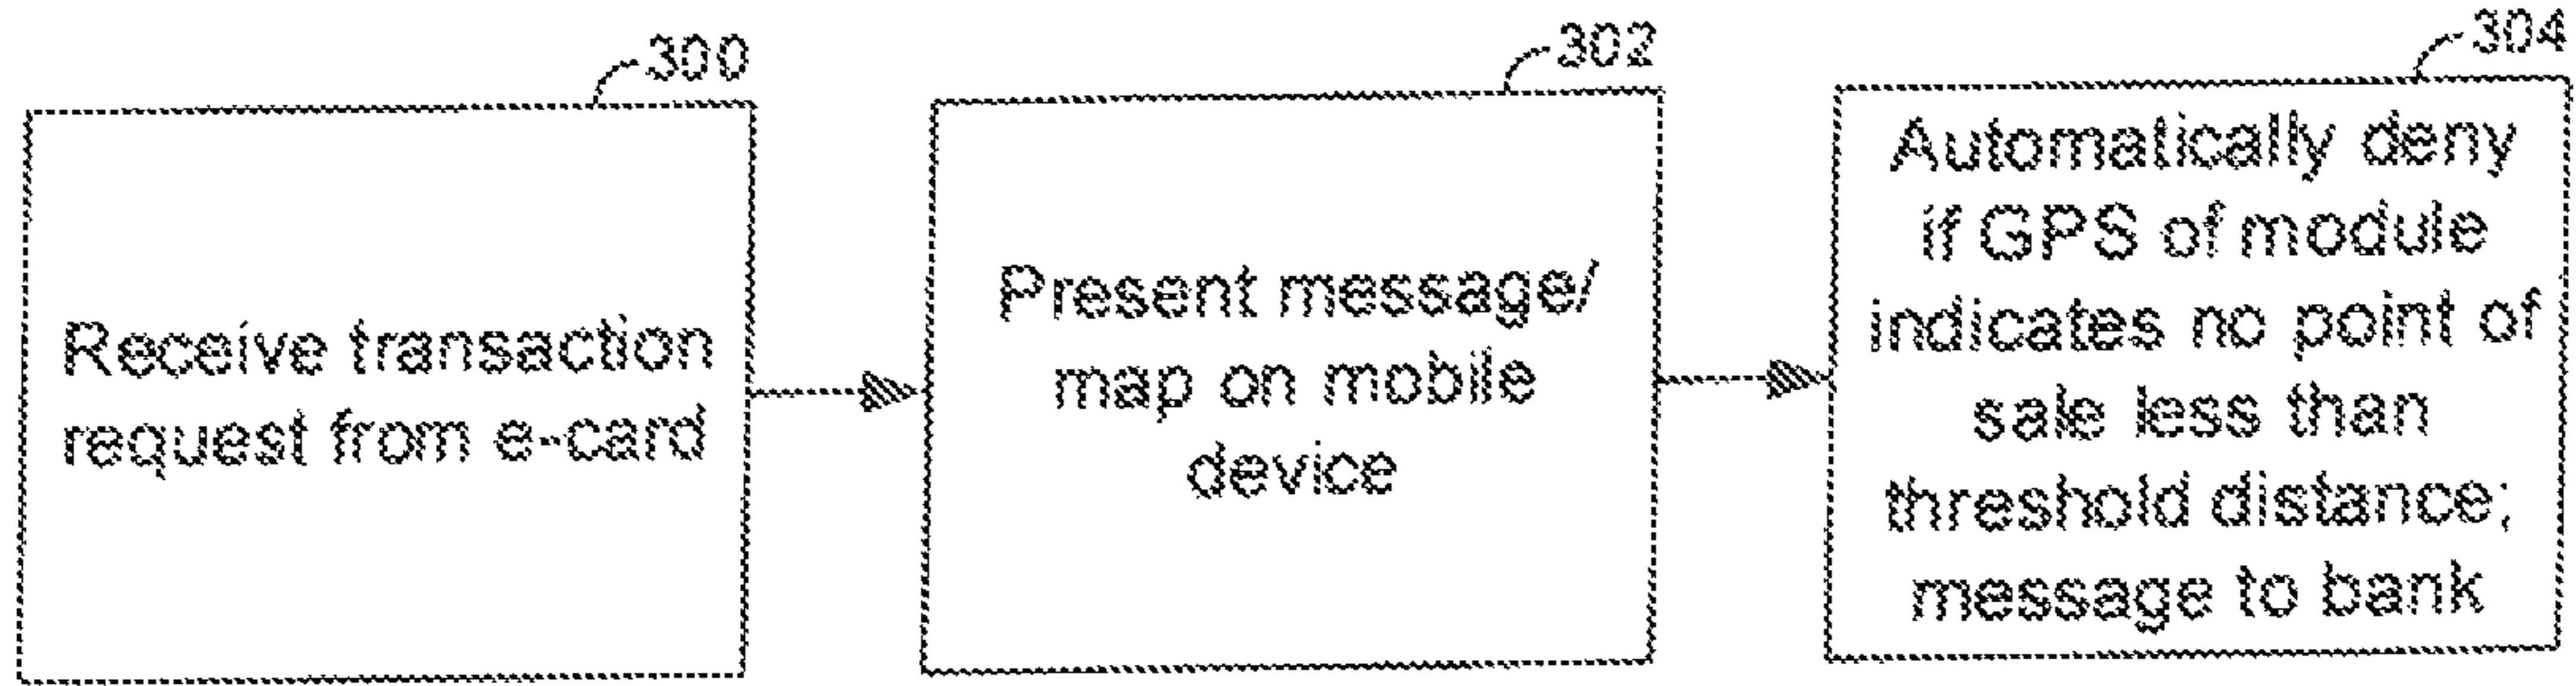 300
Receive transaction
request from e-card
302
Present message/
map on mobile
device
304
Automatically deny
if GPS of module
indicates no point of
sale less than
threshold distance;
message to bank